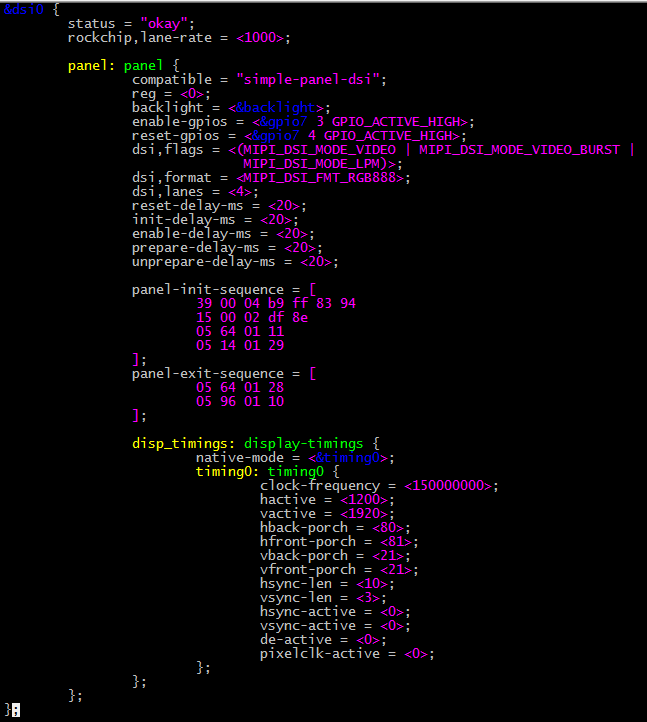 &dsi0 {
        status = "okay";
        rockchip,lane-rate = <1000>;

        panel: panel {
                compatible = "simple-panel-dsi";
                reg = <0>;
                backlight = <&backlight>;
                enable-gpios = <&gpio7 3 GPIO_ACTIVE_HIGH>;
                reset-gpios = <&gpio7 4 GPIO_ACTIVE_HIGH>;
                dsi,flags = <(MIPI_DSI_MODE_VIDEO | MIPI_DSI_MODE_VIDEO_BURST |
                              MIPI_DSI_MODE_LPM)>;
                dsi,format = <MIPI_DSI_FMT_RGB888>;
                dsi,lanes = <4>;
                reset-delay-ms = <20>;
                init-delay-ms = <20>;
                enable-delay-ms = <20>;
                prepare-delay-ms = <20>;
                unprepare-delay-ms = <20>;

                panel-init-sequence = [
                        39 00 04 b9 ff 83 94
                        15 00 02 df 8e
                        05 64 01 11
                        05 14 01 29
                ];
                panel-exit-sequence = [
                        05 64 01 28
                        05 96 01 10
                ];

                disp_timings: display-timings {
                        native-mode = <&timing0>;
                        timing0: timing0 {
                                clock-frequency = <150000000>;
                                hactive = <1200>;
                                vactive = <1920>;
                                hback-porch = <80>;
                                hfront-porch = <81>;
                                vback-porch = <21>;
                                vfront-porch = <21>;
                                hsync-len = <10>;
                                vsync-len = <3>;
                                hsync-active = <0>;
                                vsync-active = <0>;
                                de-active = <0>;
                                pixelclk-active = <0>;
                        };
                };
        };
};